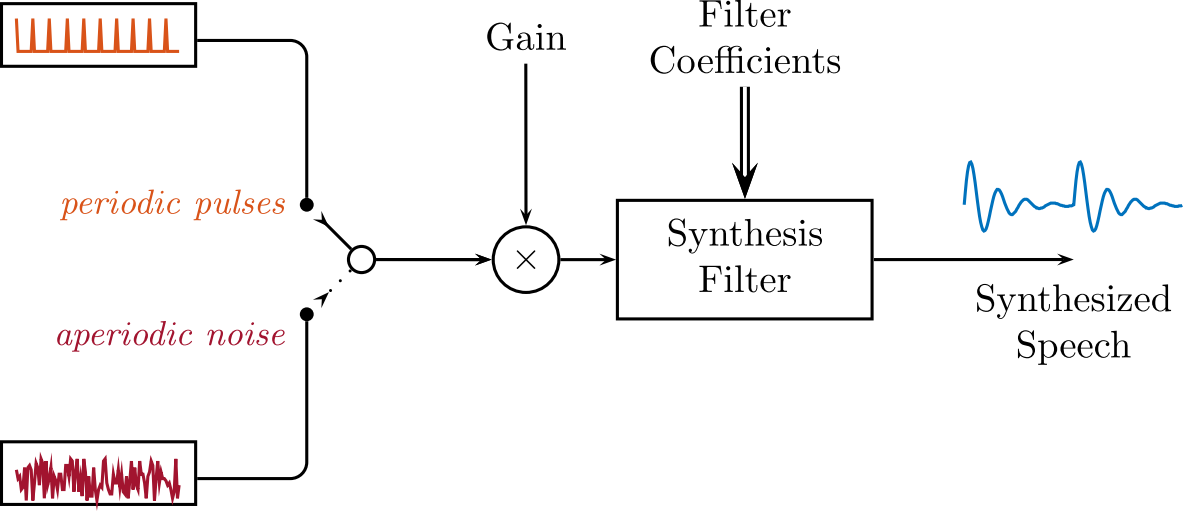 Gain
Filter
Coefficients
periodic pulses
×
Synthesis
Filter
aperiodic noise
Synthesized
Speech